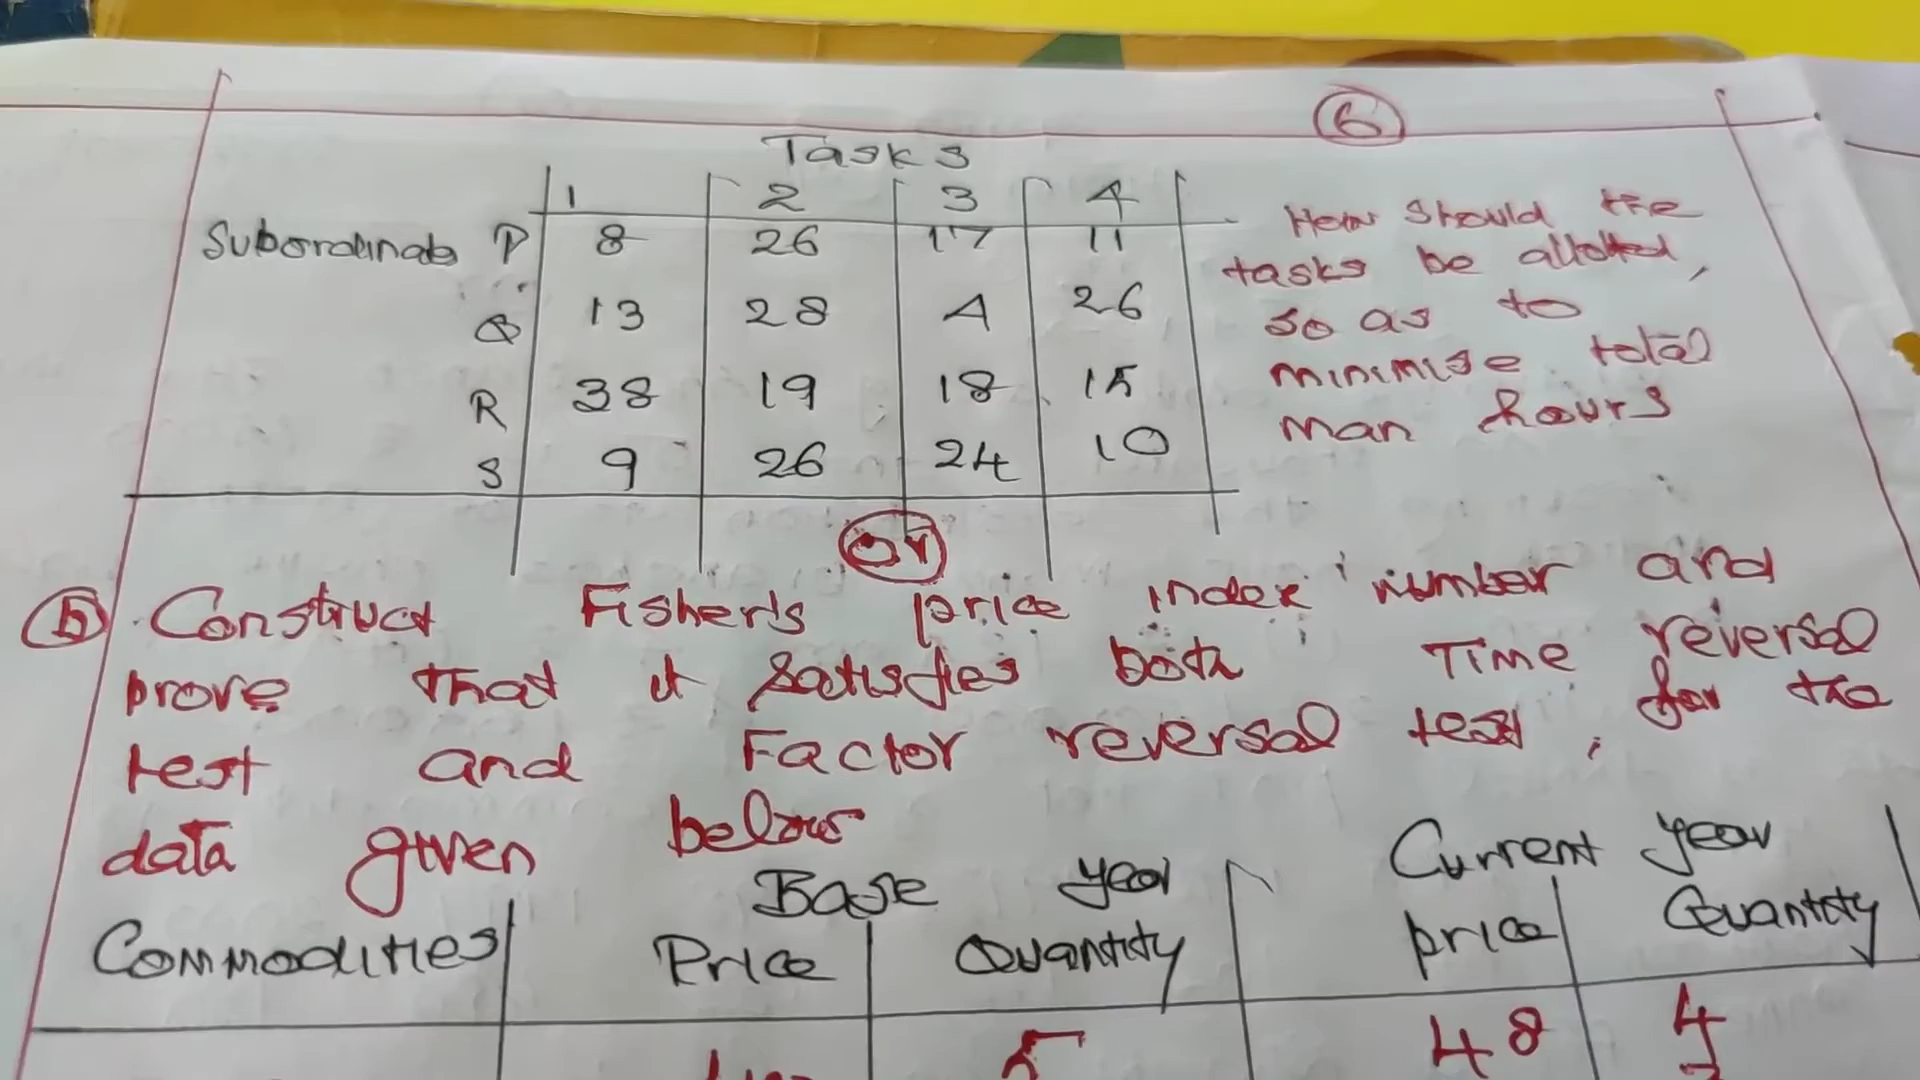 6
Tasks
1 2 3 4
Subordinates P 8 26 17 11
Q 13 28 4 26
R 38 19 18 15
S 9 26 24 10
How should the
tasks be allotted,
so as to
minimise total
man hours
or
b Construct Fisher's price index number and
prove that it satisfies both Time reversal
test and Factor reversal test, for the
data given below
Base year Current year
Commodities Price Quantity price Quantity
5 48 4